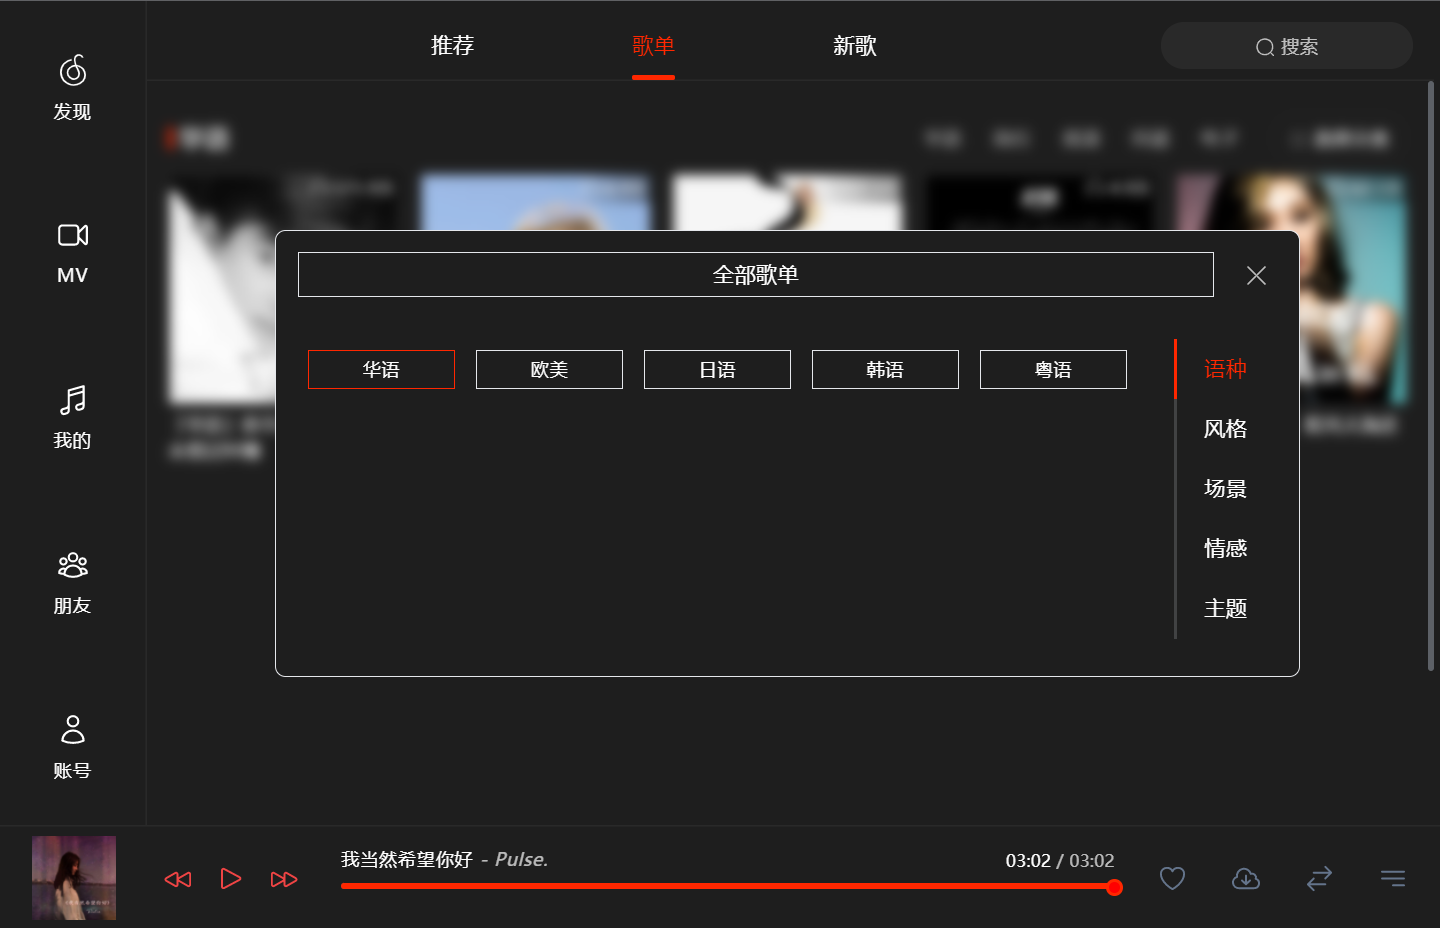 推荐
歌单
新歌
搜索
发现
MV
我的
朋友
账号
全部歌单
华语
欧美
日语
韩语
粤语
语种
风格
场景
情感
主题
我当然希望你好 - Pulse.
03:02 / 03:02